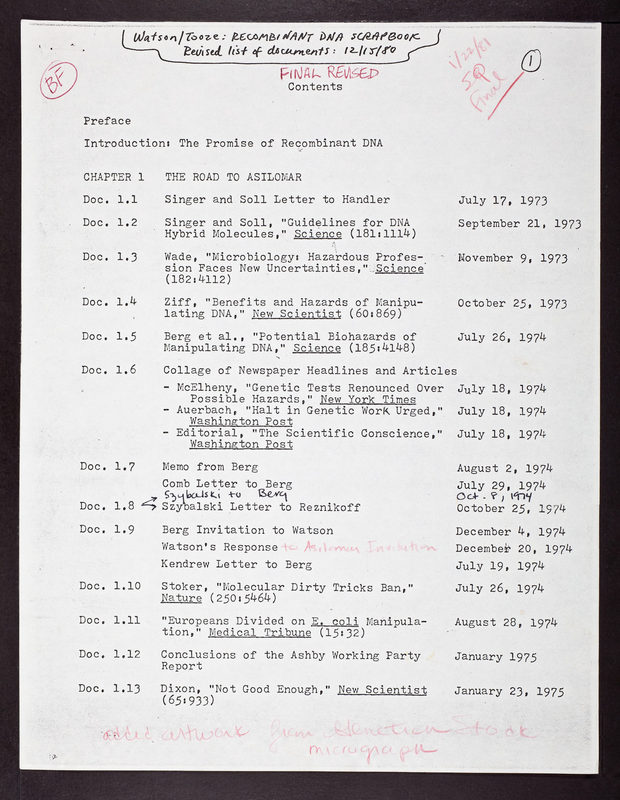 Watson/Tooze: RECOMBINANT DNA SCRAPBOOK
Revised list of documents: 12/15/80
BF
FINAL REVISED
1/22/81
Final
1
Contents
Preface
Introduction: The Promise of Recombinant DNA
CHAPTER 1 THE ROAD TO ASILOMAR
Doc. 1.1 Singer and Soll Letter to Handler July 17, 1973
Doc. 1.2 Singer and Soll, "Guidelines for DNA September 21, 1973
Hybrid Molecules," Science (181:1114)
Doc. 1.3 Wade, "Microbiology: Hazardous Profes- November 9, 1973
sion Faces New Uncertainties," Science
(182:4112)
Doc. 1.4 Ziff, "Benefits and Hazards of Manipu- October 25, 1973
lating DNA," New Scientist (60:869)
Doc. 1.5 Berg et al., "Potential Biohazards of July 26, 1974
Manipulating DNA," Science (185:4148)
Doc. 1.6 Collage of Newspaper Headlines and Articles
- McElheny, "Genetic Tests Renounced Over July 18, 1974
Possible Hazards," New York Times
- Auerbach, "Halt in Genetic Work Urged," July 18, 1974
Washington Post
- Editorial, "The Scientific Conscience," July 18, 1974
Washington Post
Doc. 1.7 Memo from Berg August 2, 1974
Comb Letter to Berg July 29, 1974
Szybalski to Berg Oct. 8, 1974
Doc. 1.8 Szybalski Letter to Reznikoff October 25, 1974
Doc. 1.9 Berg Invitation to Watson December 4, 1974
Watson's Response to Asilomar Invitation December 20, 1974
Kendrew Letter to Berg July 19, 1974
Doc. 1.10 Stoker, "Molecular Dirty Tricks Ban," July 26, 1974
Nature (250:5464)
Doc. 1.11 "Europeans Divided on E. coli Manipula- August 28, 1974
tion," Medical Tribune (15:32)
Doc. 1.12 Conclusions of the Ashby Working Party January 1975
Report
Doc. 1.13 Dixon, "Not Good Enough," New Scientist January 23, 1975
(65:933)
added artwork from Stock
micrograph